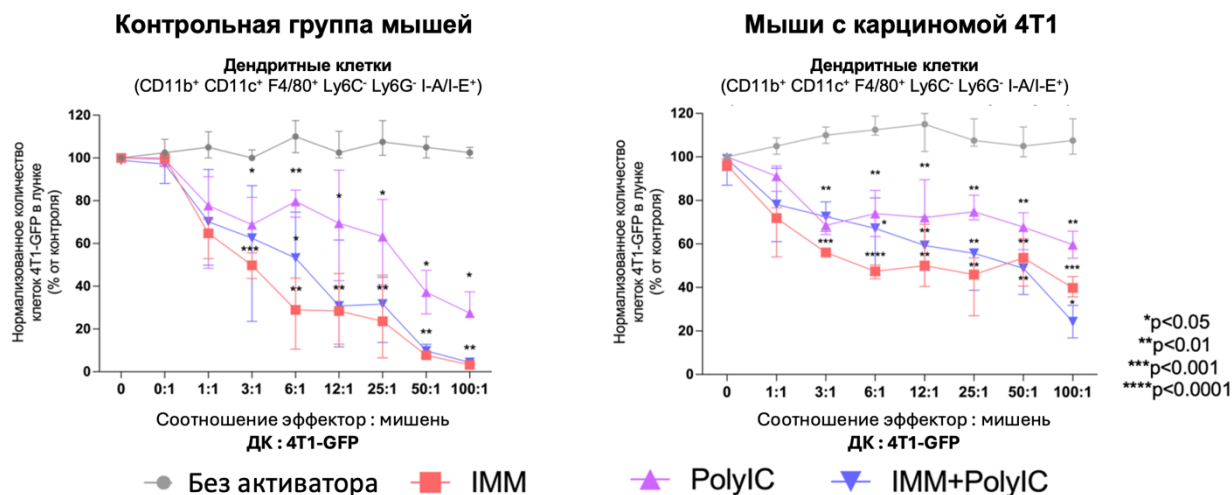 Контрольная группа мышей
Дендритные клетки
(CD11b⁺ CD11c⁺ F4/80⁺ Ly6C⁻ Ly6G⁻ I-A/I-E⁺)
Нормализованное количество
клеток 4T1-GFP в лунке
(% от контроля)
120
100
80
60
40
20
0
* ** * * * *
*** * ** ** ** **
**
0 0:1 1:1 3:1 6:1 12:1 25:1 50:1 100:1
Соотношение эффектор : мишень
ДК : 4T1-GFP
Мыши с карциномой 4T1
Дендритные клетки
(CD11b⁺ CD11c⁺ F4/80⁺ Ly6C⁻ Ly6G⁻ I-A/I-E⁺)
Нормализованное количество
клеток 4T1-GFP в лунке
(% от контроля)
120
100
80
60
40
20
0
** ** ** ** ** **
* ** ** **
*** **** ** ** ** ***
*
0 1:1 3:1 6:1 12:1 25:1 50:1 100:1
Соотношение эффектор : мишень
ДК : 4T1-GFP
*p<0.05
**p<0.01
***p<0.001
****p<0.0001
Без активатора IMM PolyIC IMM+PolyIC